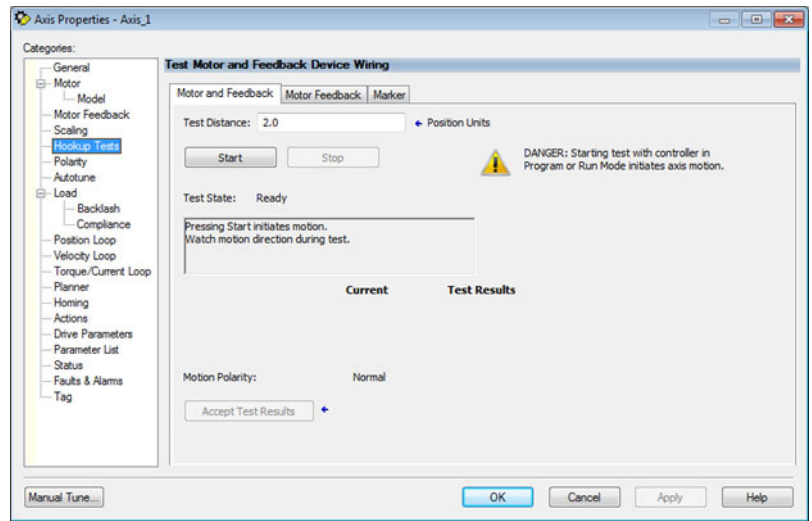 Axis Properties - Axis_1
Categories:
General
Motor
Model
Motor Feedback
Scaling
Hookup Tests
Polarity
Autotune
Load
Backlash
Compliance
Position Loop
Velocity Loop
Torque/Current Loop
Planner
Homing
Actions
Drive Parameters
Parameter List
Status
Faults & Alarms
Tag
Test Motor and Feedback Device Wiring
Motor and Feedback Motor Feedback Marker
Test Distance: 2.0 Position Units
Start Stop
DANGER: Starting test with controller in
Program or Run Mode initiates axis motion.
Test State: Ready
Pressing Start initiates motion.
Watch motion direction during test.
Current Test Results
Motion Polarity: Normal
Accept Test Results
Manual Tune... OK Cancel Apply Help